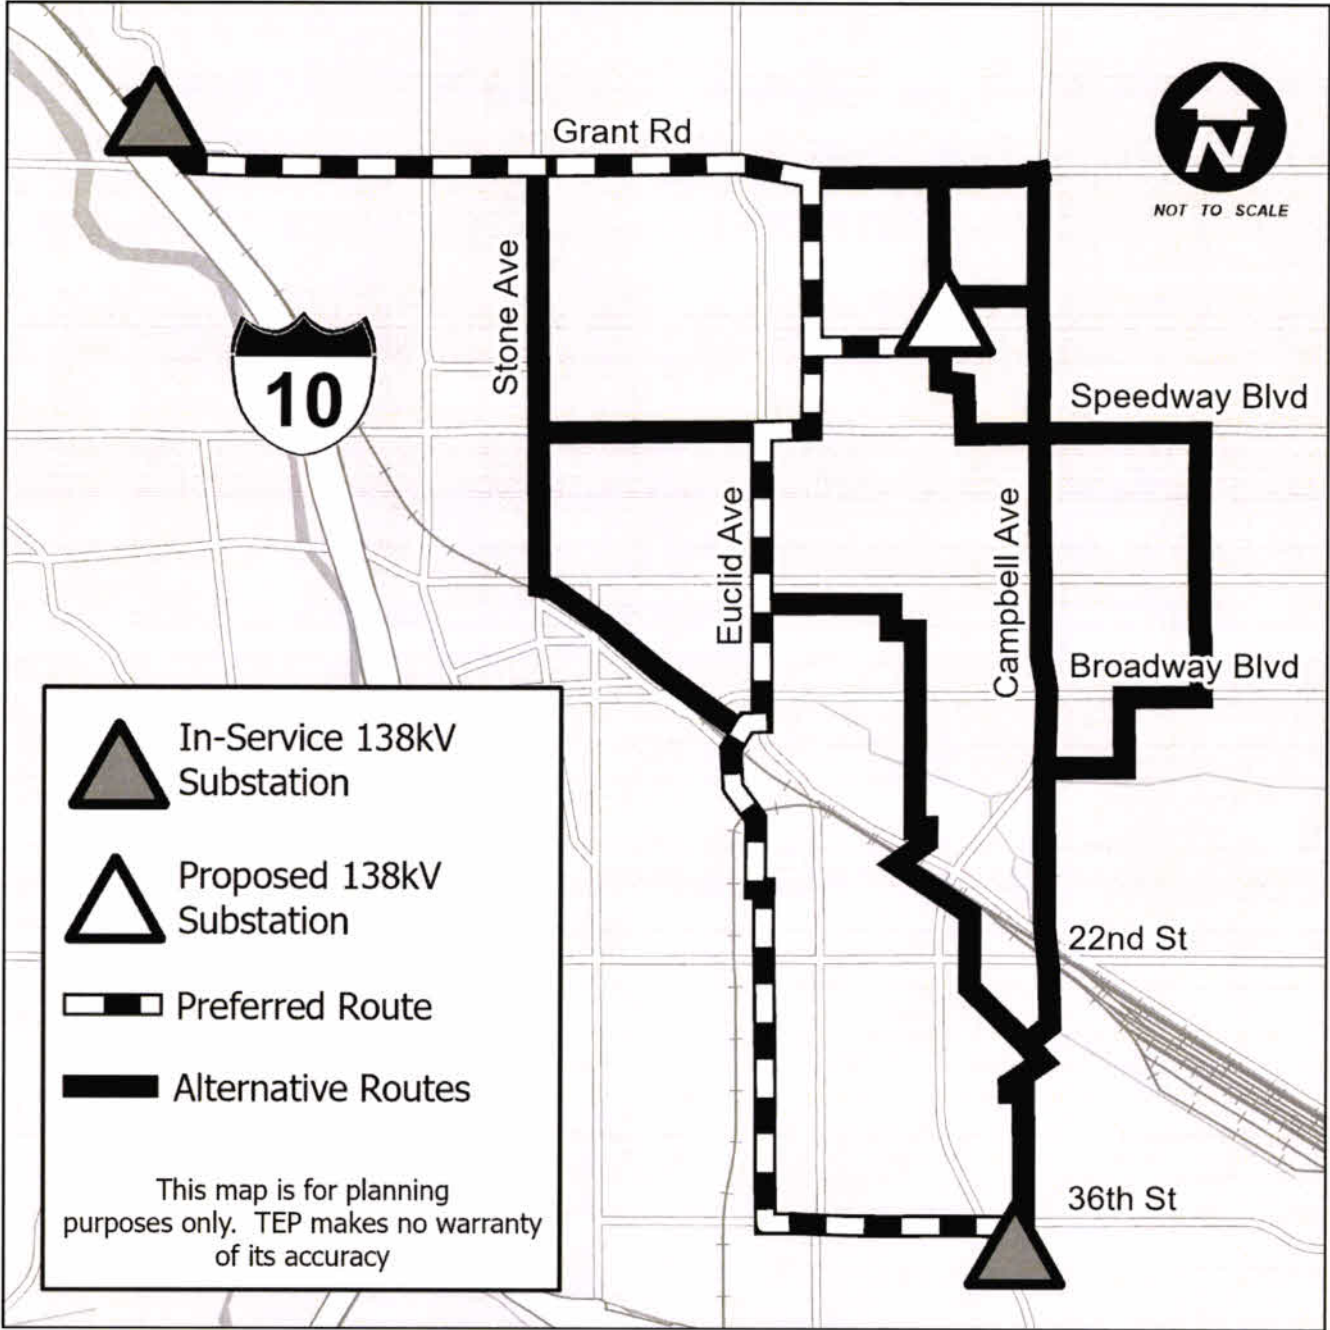 Grant Rd
N
NOT TO SCALE
Stone Ave
10
Speedway Blvd
Euclid Ave
Campbell Ave
Broadway Blvd
In-Service 138kV
Substation
Proposed 138kV
Substation
22nd St
Preferred Route
Alternative Routes
This map is for planning
purposes only. TEP makes no warranty
of its accuracy
36th St